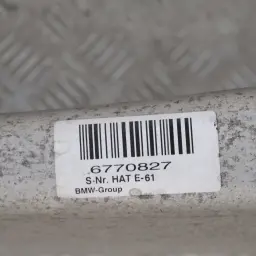 6770827
S-Nr. HAT E-61
BMW-Group